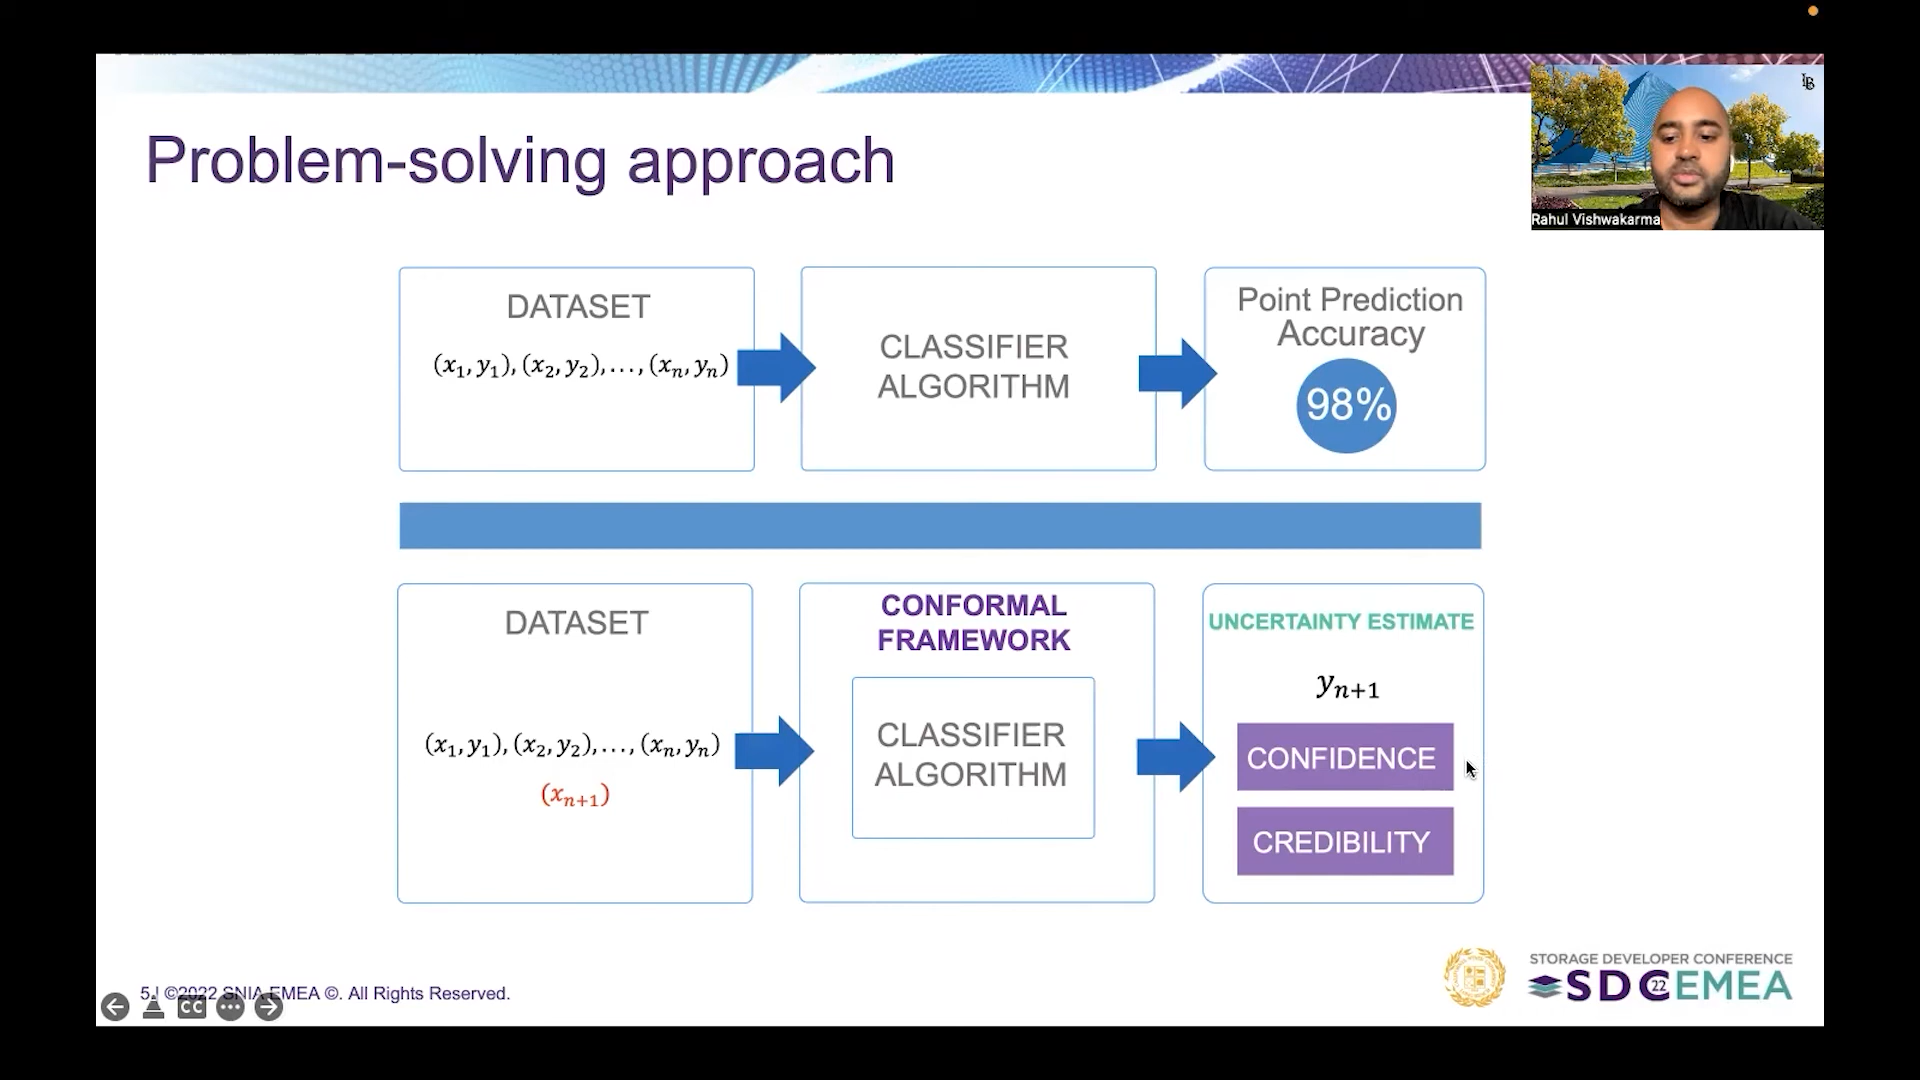 Problem-solving approach
LB
Rahul Vishwakarma
DATASET
(x₁, y₁), (x₂, y₂), …, (xₙ, yₙ)
CLASSIFIER
ALGORITHM
Point Prediction
Accuracy
98%
DATASET
(x₁, y₁), (x₂, y₂), …, (xₙ, yₙ)
(xₙ₊₁)
CONFORMAL
FRAMEWORK
CLASSIFIER
ALGORITHM
UNCERTAINTY ESTIMATE
yₙ₊₁
CONFIDENCE
CREDIBILITY
5 | ©2022 SNIA EMEA ©. All Rights Reserved.
CC
STORAGE DEVELOPER CONFERENCE
SDC 22 EMEA